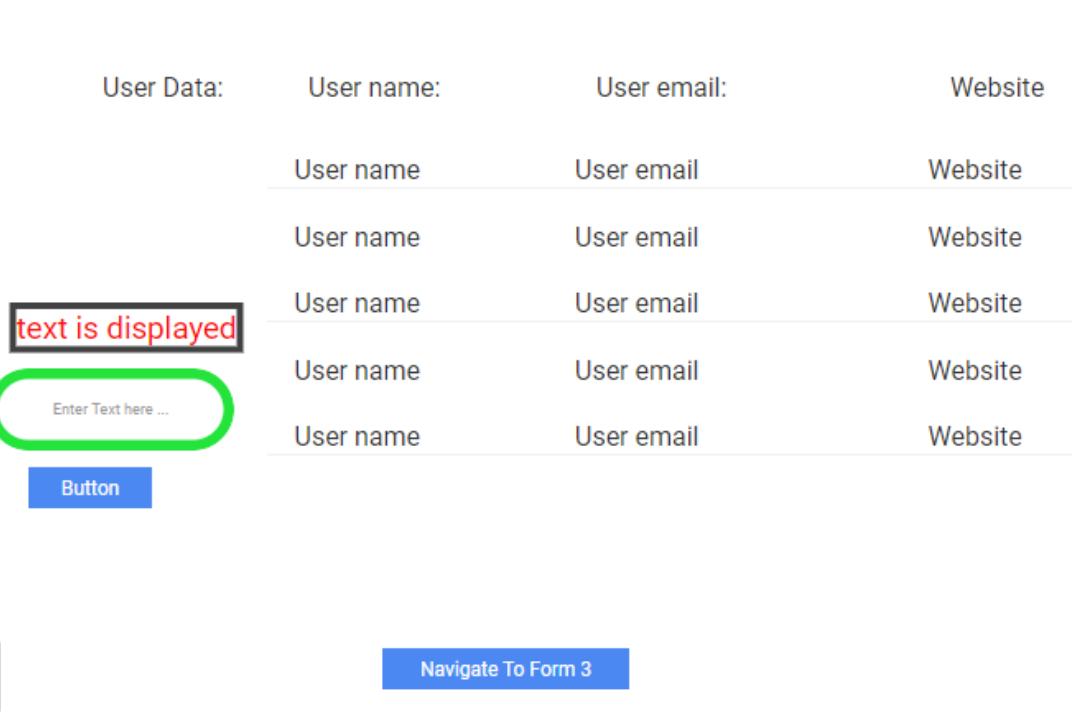 User Data: User name: User email: Website
User name User email Website
User name User email Website
User name User email Website
text is displayed
User name User email Website
Enter Text here ...
User name User email Website
Button
Navigate To Form 3